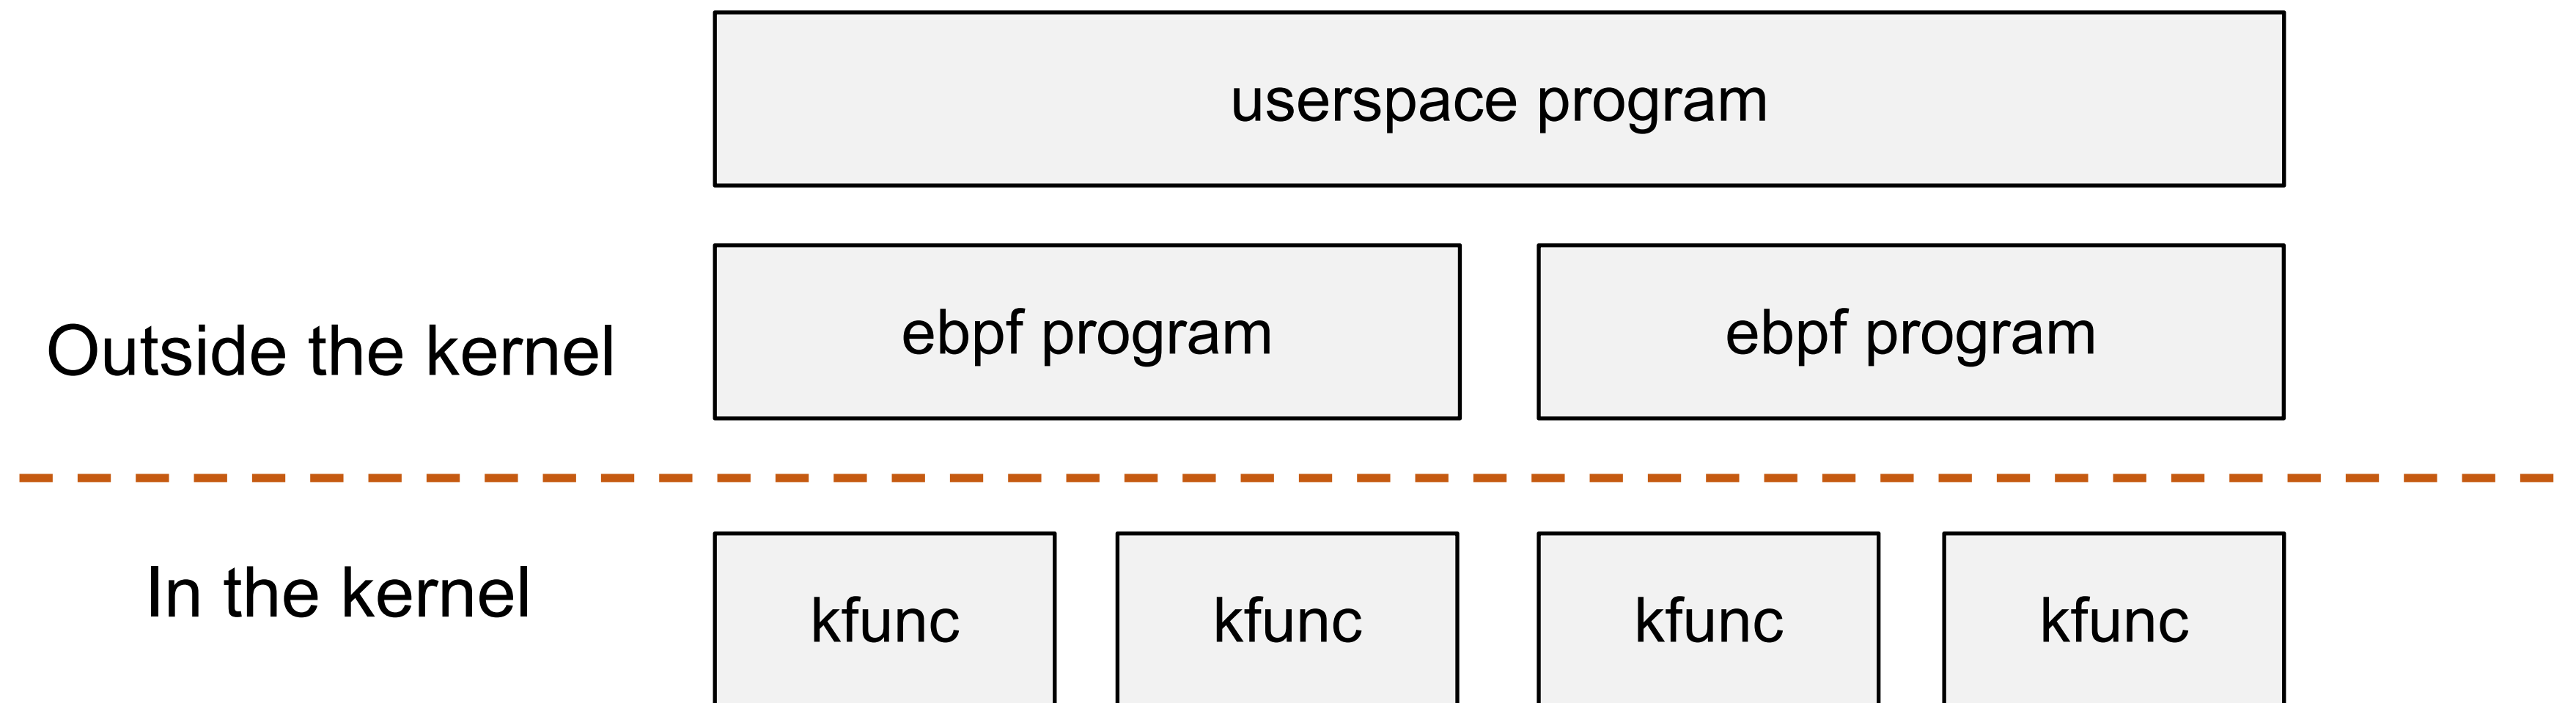 userspace program
Outside the kernel
ebpf program
ebpf program
In the kernel
kfunc
kfunc
kfunc
kfunc